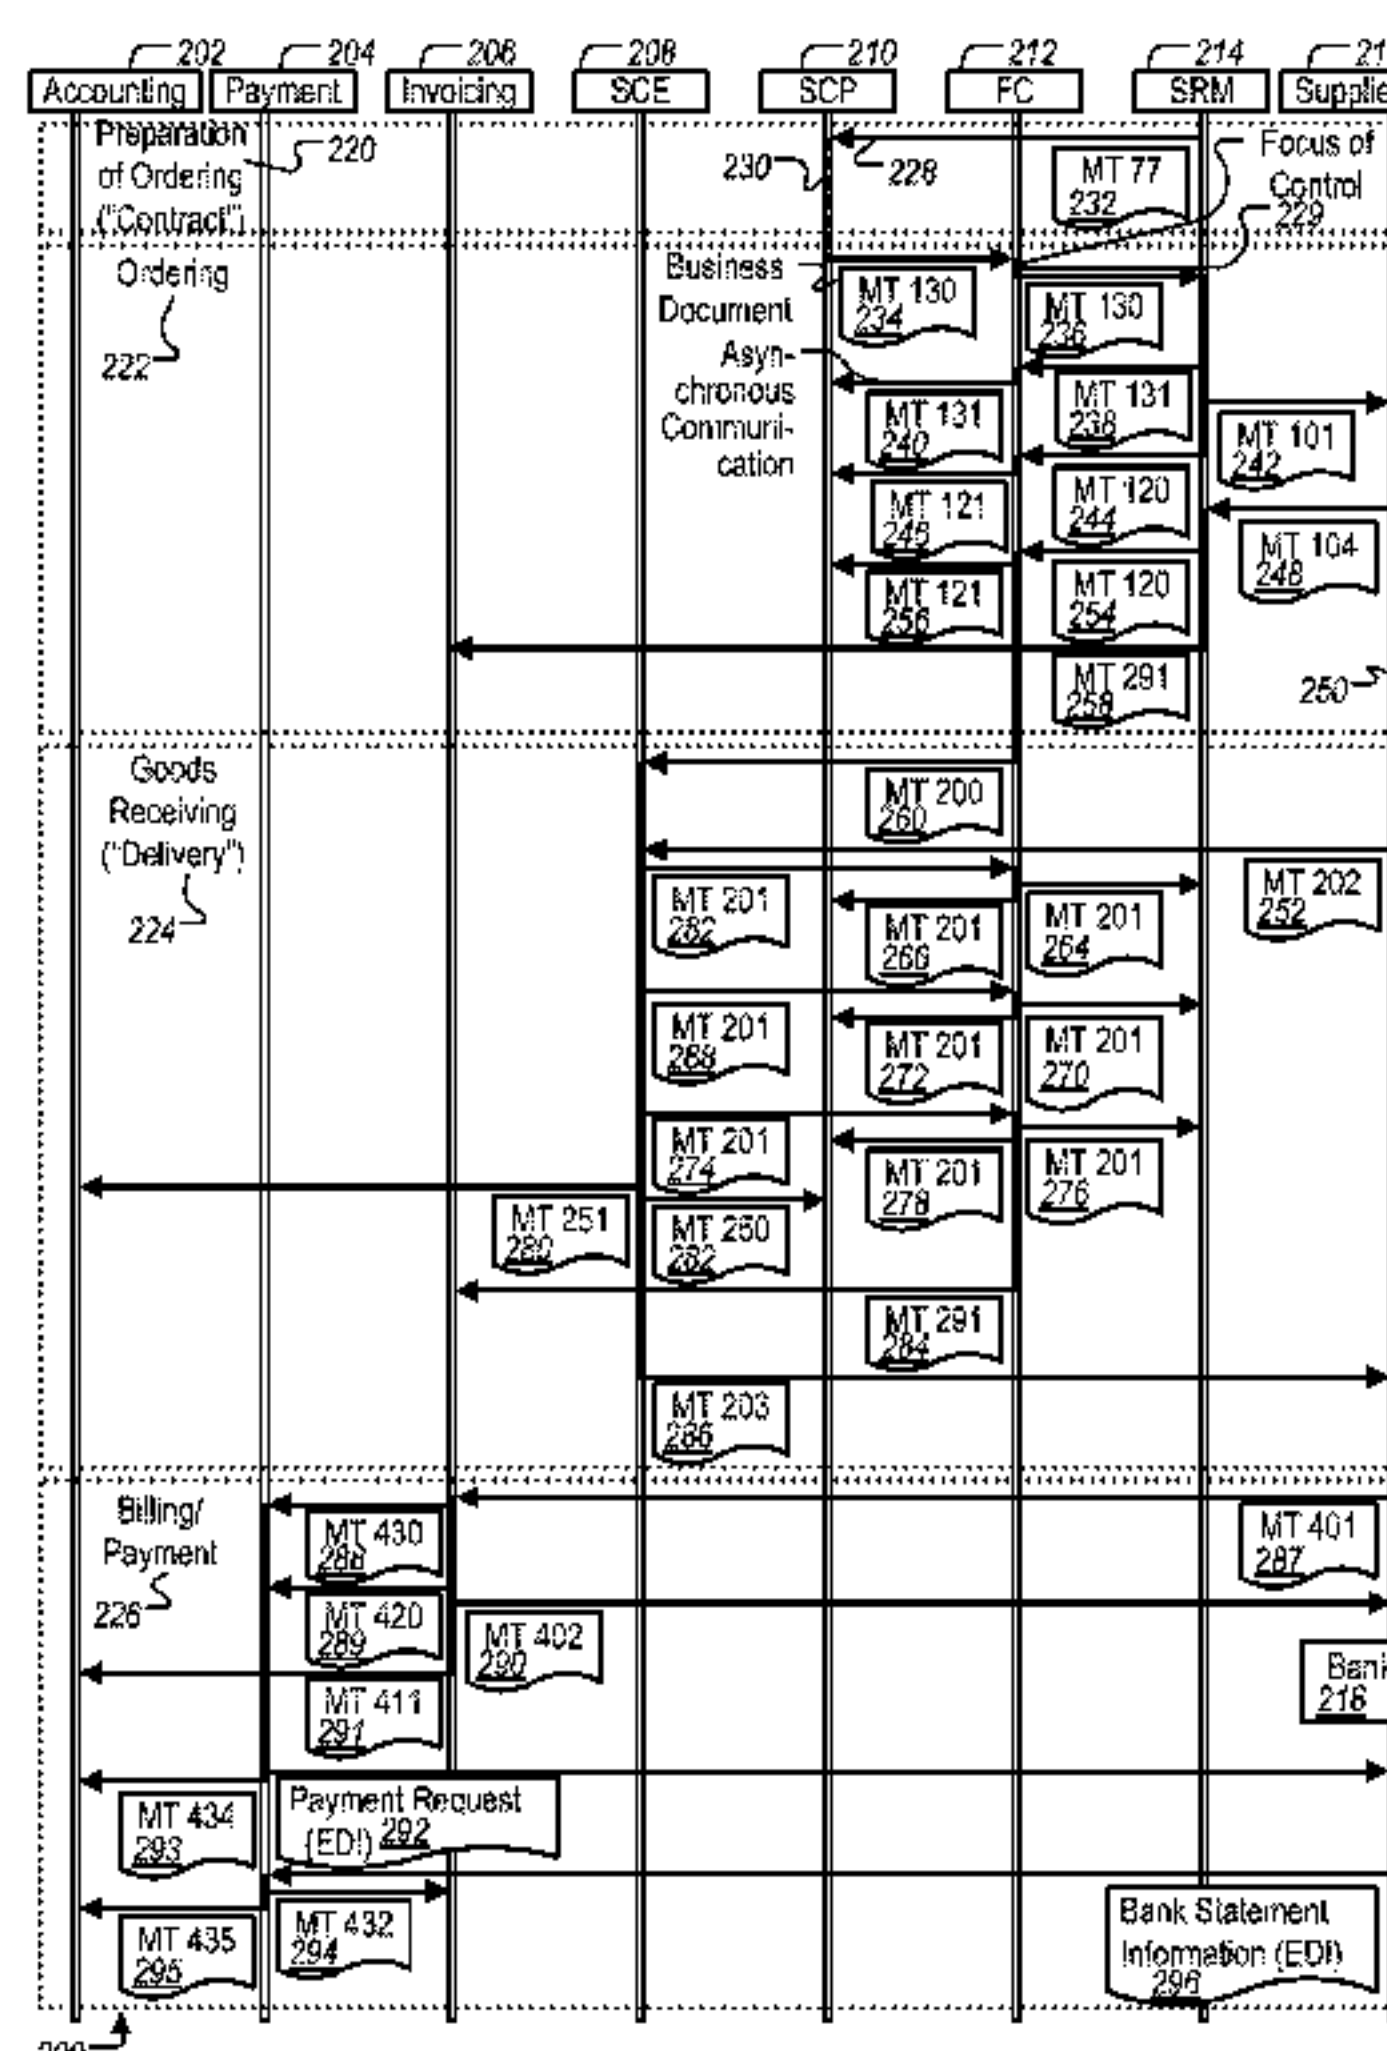 202 204 206 208 210 212 214
Accounting Payment Invoicing SCE SCP FC SRM
Preparation
of Ordering
("Contract")
220
230
228
MT 77
232
Focus of
Control
229
Ordering
222
Business
Document
MT 130
234
MT 130
236
Asyn-
chronous
Communi-
cation
MT 131
240
MT 131
238
MT 101
242
MT 121
246
MT 120
244
MT 104
248
MT 121
256
MT 120
254
MT 291
258
250
Goods
Receiving
("Delivery")
224
MT 200
260
MT 201
262
MT 201
266
MT 201
264
MT 202
252
MT 201
268
MT 201
272
MT 201
270
MT 201
274
MT 201
278
MT 201
276
MT 251
280
MT 250
282
MT 291
284
MT 203
286
Billing/
Payment
226
MT 430
288
MT 401
287
MT 420
289
MT 402
290
MT 411
291
218
MT 434
293
Payment Request
(EDI) 292
MT 435
295
MT 432
294
Bank Statement
Information (EDI)
296